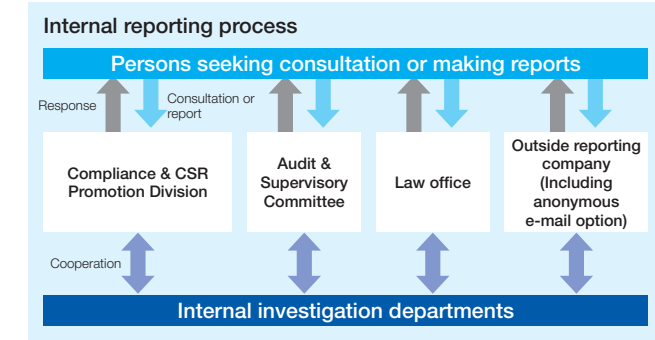 Internal reporting process
Persons seeking consultation or making reports
Response
Consultation or
report
Compliance & CSR
Promotion Division
Audit &
Supervisory
Committee
Law office
Outside reporting
company
(Including
anonymous
e-mail option)
Cooperation
Internal investigation departments